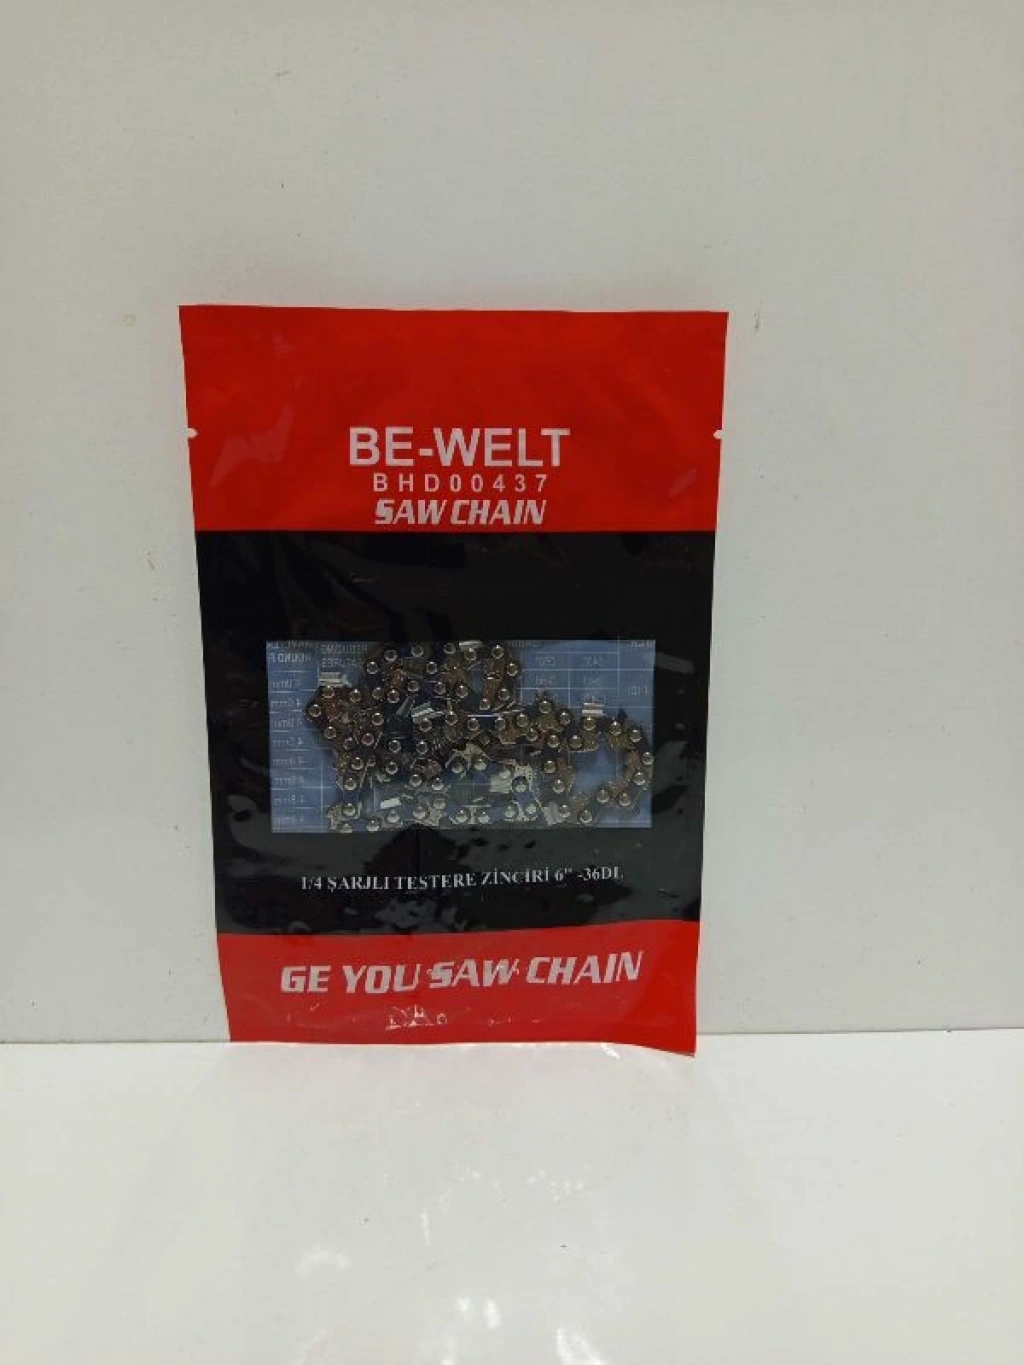 BE-WELT
BHD00437
SAW CHAIN
1/4 ŞARJLI TESTERE ZİNCİRİ 6" -36DL
GE YOU SAW CHAIN